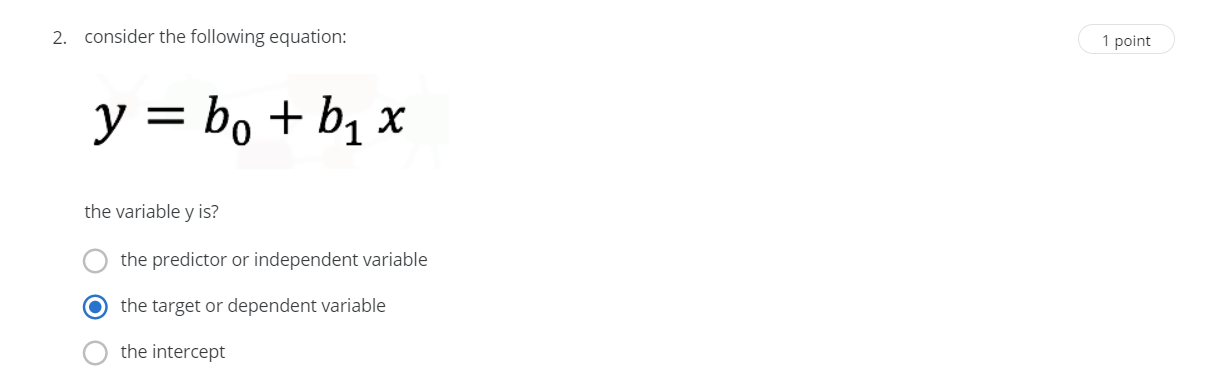 2. consider the following equation:
1 point
y = b₀ + b₁ x
the variable y is?
the predictor or independent variable
the target or dependent variable
the intercept